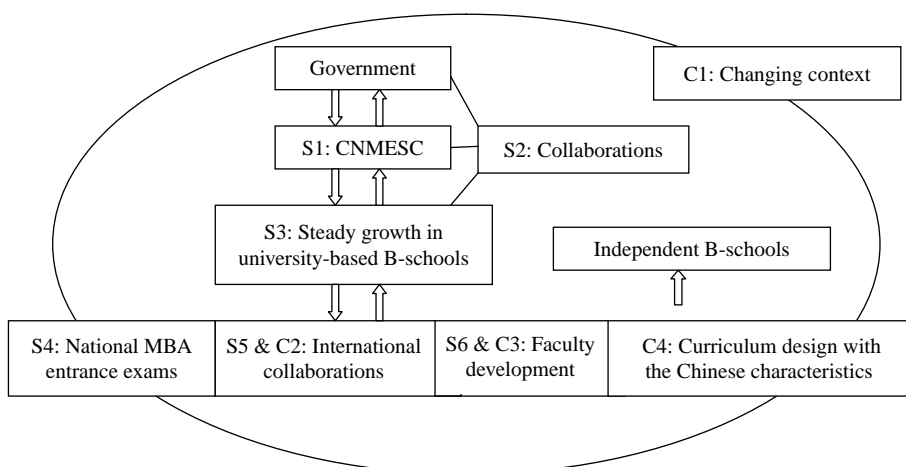 Government
C1: Changing context
S1: CNMESC
S2: Collaborations
S3: Steady growth in
university-based B-schools
Independent B-schools
S4: National MBA
entrance exams
S5 & C2: International
collaborations
S6 & C3: Faculty
development
C4: Curriculum design with
the Chinese characteristics